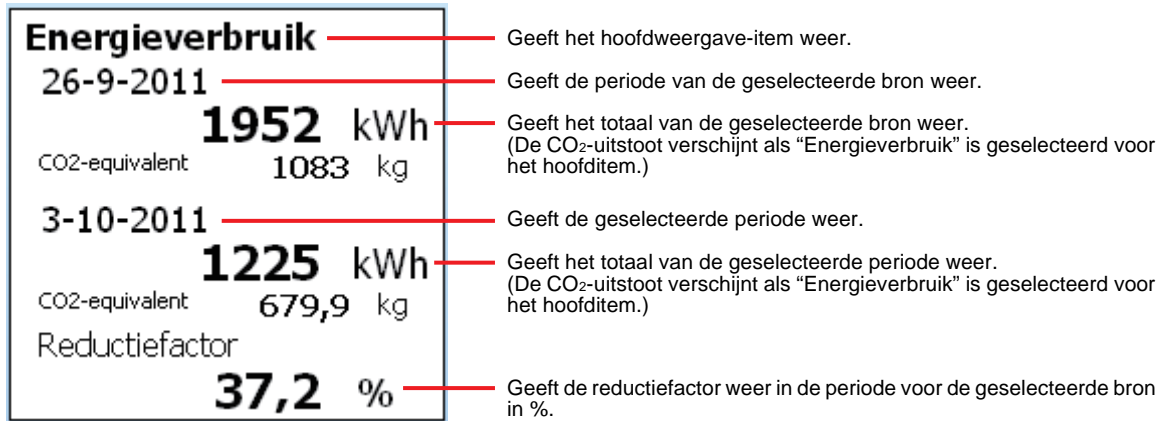 Energieverbruik
Geeft het hoofdweergave-item weer.
26-9-2011
Geeft de periode van de geselecteerde bron weer.
1952 kWh
Geeft het totaal van de geselecteerde bron weer.
(De CO2-uitstoot verschijnt als “Energieverbruik” is geselecteerd voor
het hoofditem.)
CO2-equivalent 1083 kg
3-10-2011
Geeft de geselecteerde periode weer.
1225 kWh
Geeft het totaal van de geselecteerde periode weer.
(De CO2-uitstoot verschijnt als “Energieverbruik” is geselecteerd voor
het hoofditem.)
CO2-equivalent 679,9 kg
Reductiefactor
37,2 %
Geeft de reductiefactor weer in de periode voor de geselecteerde bron
in %.